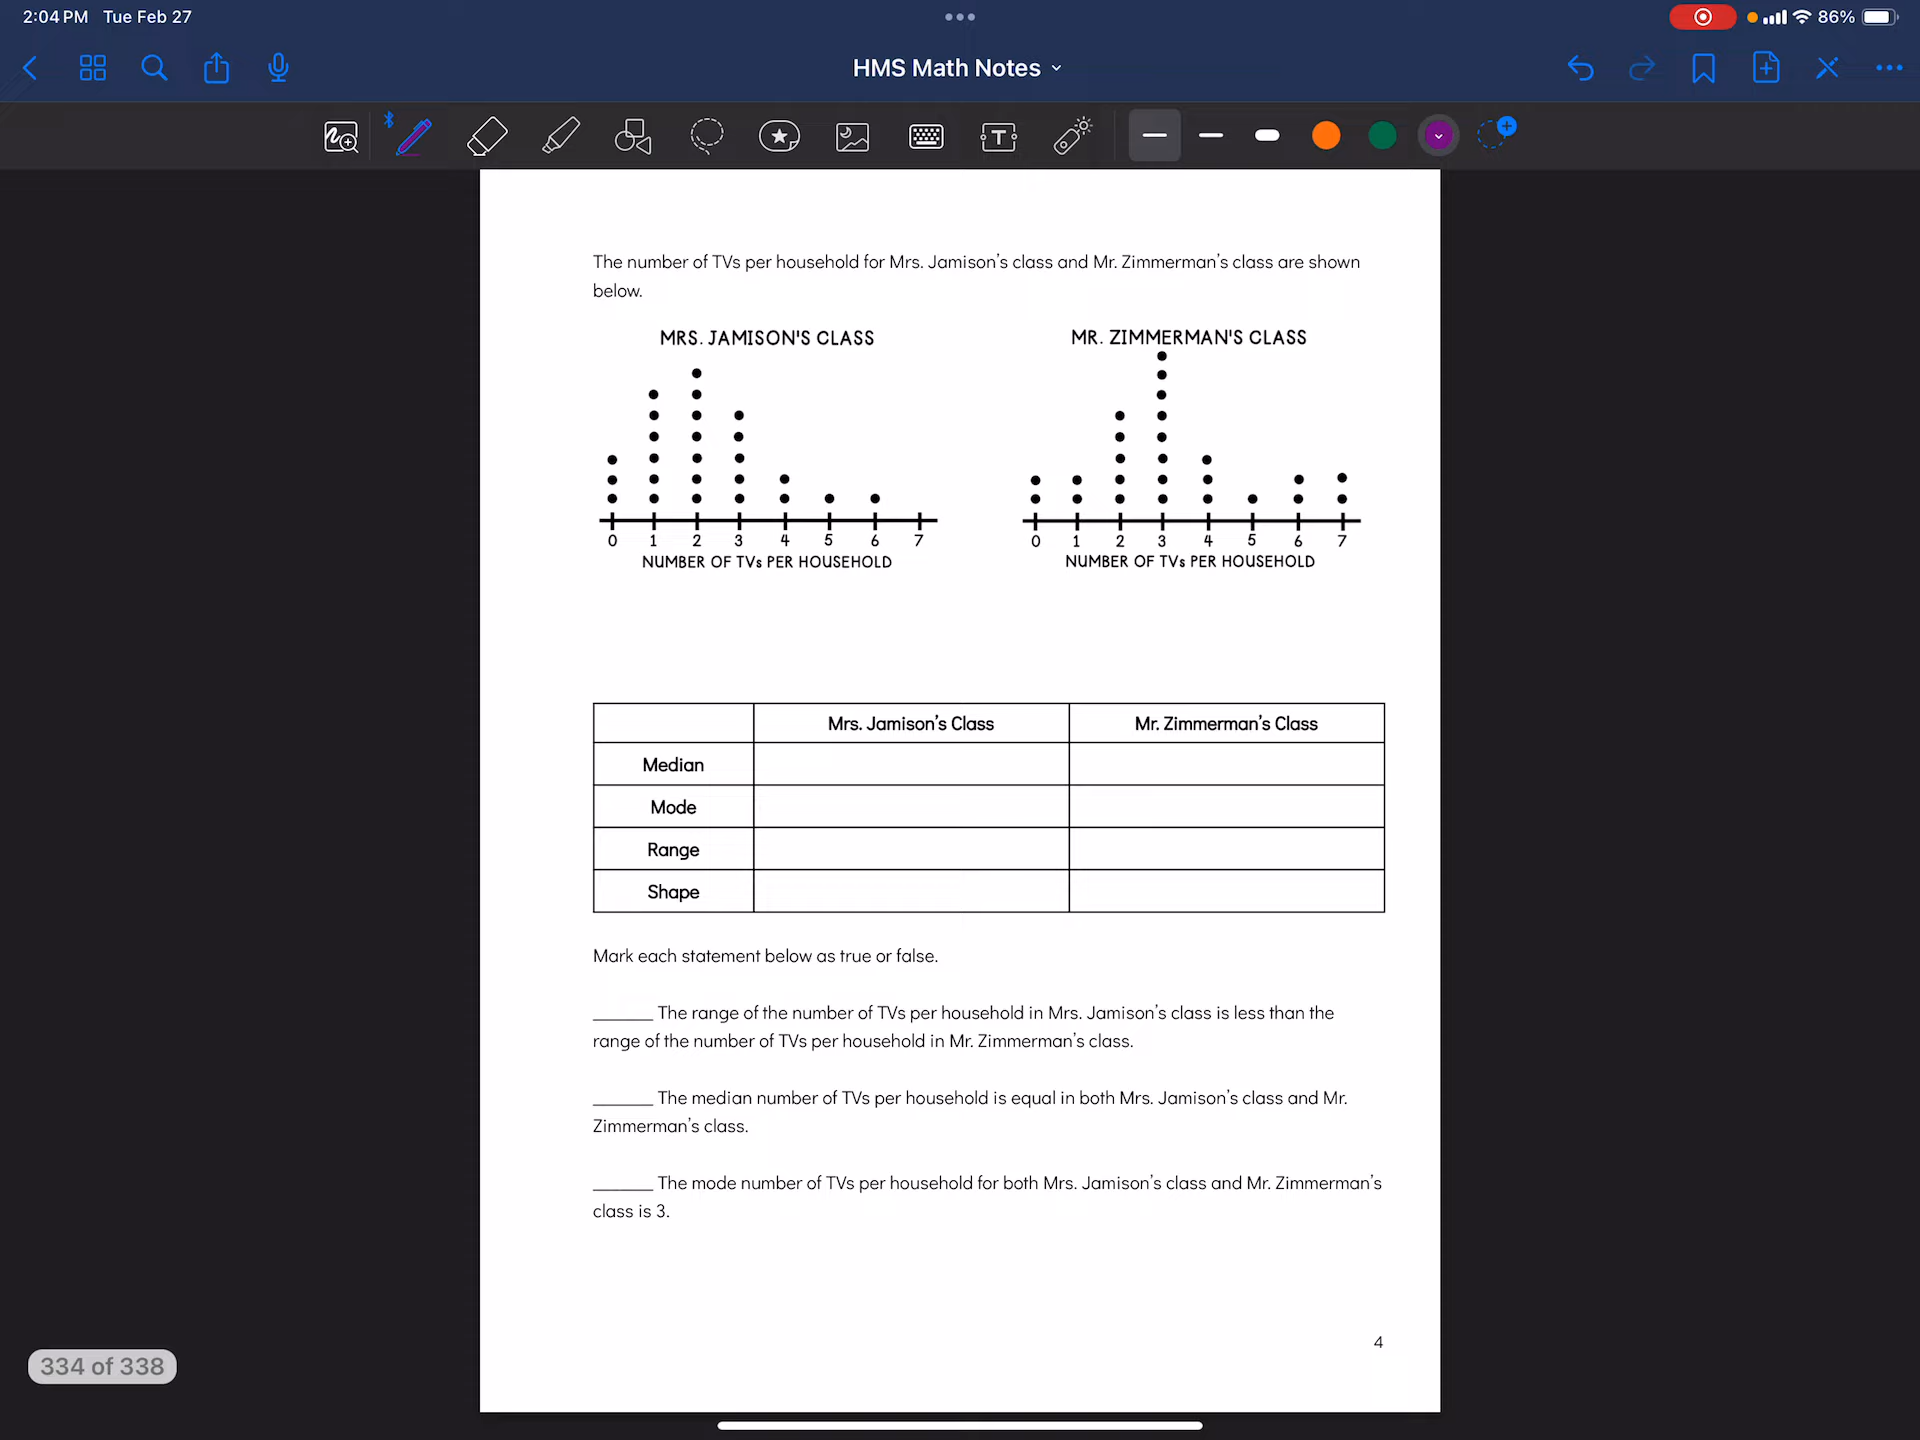 2:04 PM Tue Feb 27
86%
HMS Math Notes
The number of TVs per household for Mrs. Jamison's class and Mr. Zimmerman's class are shown
below.
MRS. JAMISON'S CLASS
0 1 2 3 4 5 6 7
NUMBER OF TVs PER HOUSEHOLD
MR. ZIMMERMAN'S CLASS
0 1 2 3 4 5 6 7
NUMBER OF TVs PER HOUSEHOLD
Mrs. Jamison's Class Mr. Zimmerman's Class
Median
Mode
Range
Shape
Mark each statement below as true or false.
______ The range of the number of TVs per household in Mrs. Jamison's class is less than the
range of the number of TVs per household in Mr. Zimmerman's class.
______ The median number of TVs per household is equal in both Mrs. Jamison's class and Mr.
Zimmerman's class.
______ The mode number of TVs per household for both Mrs. Jamison's class and Mr. Zimmerman's
class is 3.
4
334 of 338